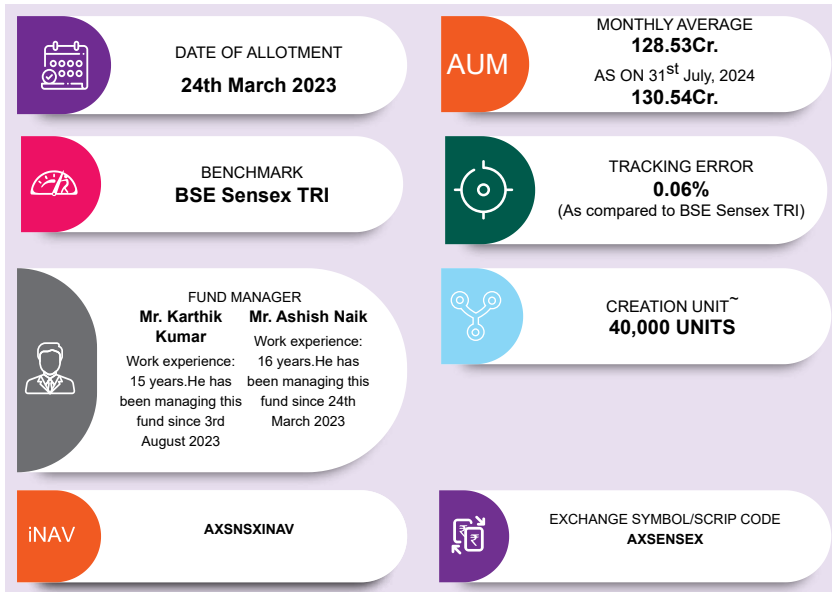 DATE OF ALLOTMENT
24th March 2023
AUM
MONTHLY AVERAGE
128.53Cr.
AS ON 31st July, 2024
130.54Cr.
BENCHMARK
BSE Sensex TRI
TRACKING ERROR
0.06%
(As compared to BSE Sensex TRI)
FUND MANAGER
Mr. Karthik
Kumar
Work experience:
15 years.He has
been managing this
fund since 3rd
August 2023
Mr. Ashish Naik
Work experience:
16 years.He has
been managing this
fund since 24th
March 2023
CREATION UNIT~
40,000 UNITS
iNAV
AXSNSXINAV
EXCHANGE SYMBOL/SCRIP CODE
AXSENSEX